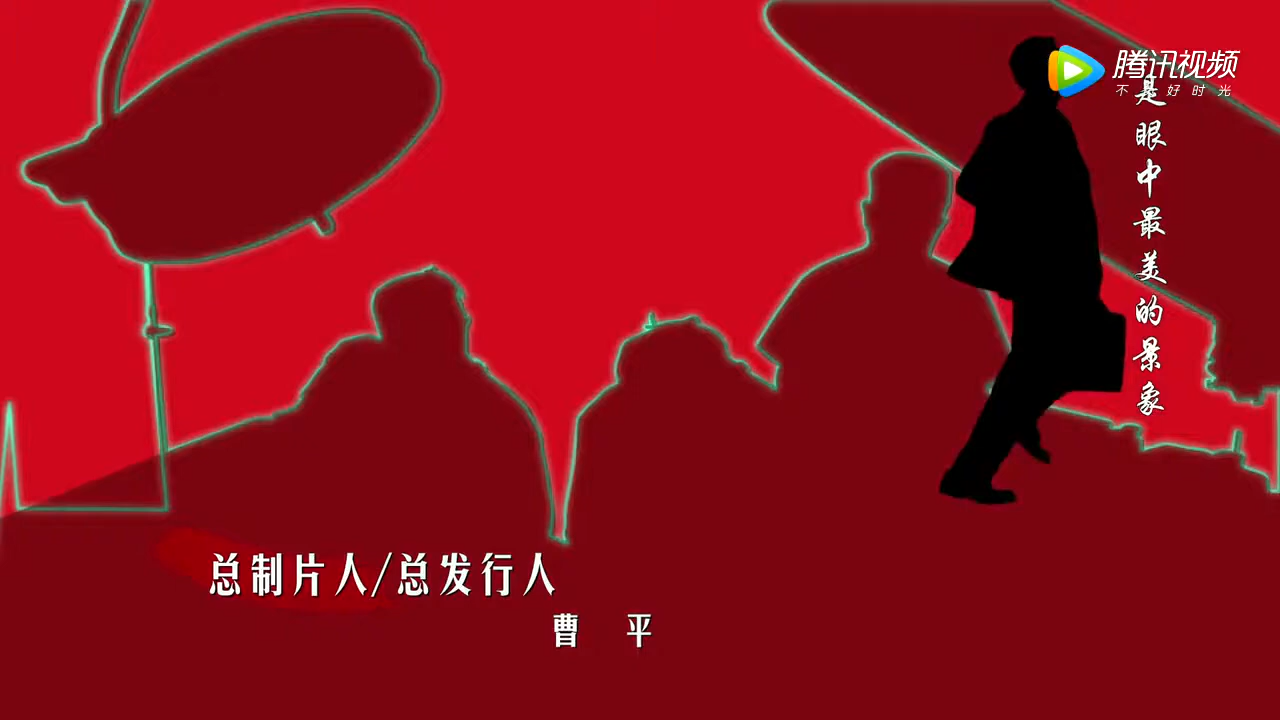 腾讯视频
不 好时光
是眼中最美的景象
总制片人/总发行人
曹 平